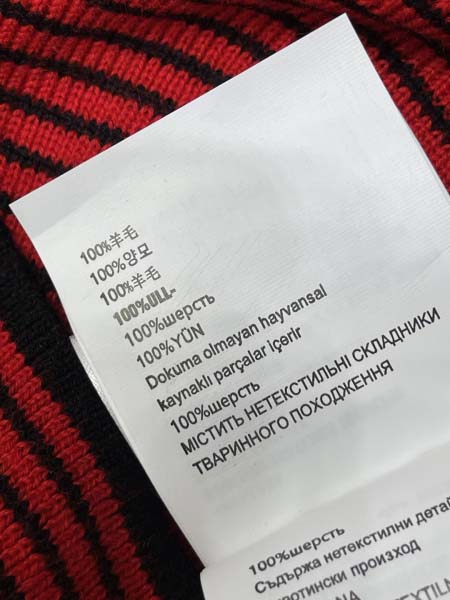 100%羊毛
100%양모
100%羊毛
100%ULL-
100%шерсть
100%YÜN
Dokuma olmayan hayvansal
kaynaklı parçalar içerir
100%шерсть
МІСТИТЬ НЕТЕКСТИЛЬНІ СКЛАДНИКИ
ТВАРИННОГО ПОХОДЖЕННЯ
100%шерсть
Съдържа нетекстилни
произход